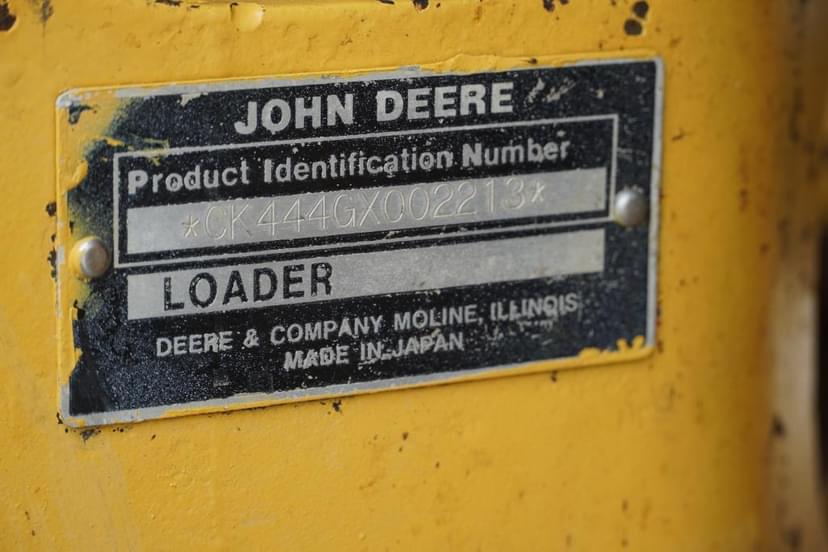 JOHN DEERE
Product Identification Number
*CK444GX002213*
LOADER
DEERE & COMPANY MOLINE, ILLINOIS
MADE IN JAPAN